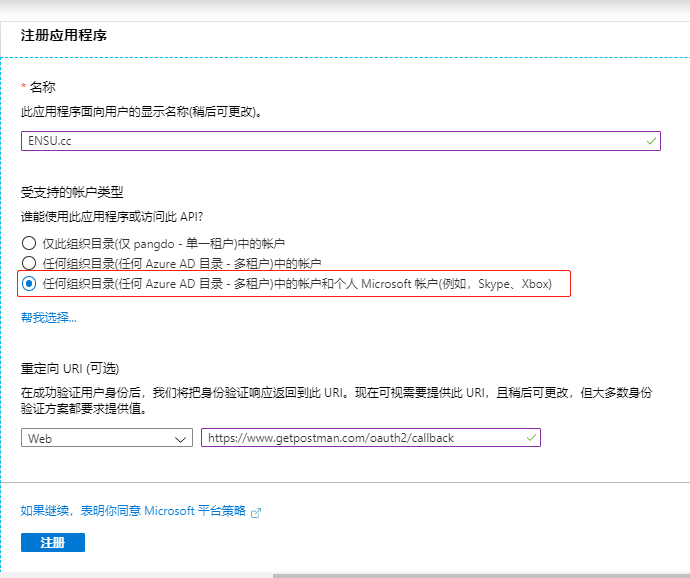 注册应用程序
* 名称
此应用程序面向用户的显示名称(稍后可更改)。
ENSU.cc
受支持的帐户类型
谁能使用此应用程序或访问此 API?
仅此组织目录(仅 pangdo - 单一租户)中的帐户
任何组织目录(任何 Azure AD 目录 - 多租户)中的帐户
任何组织目录(任何 Azure AD 目录 - 多租户)中的帐户和个人 Microsoft 帐户(例如，Skype、Xbox)
帮我选择...
重定向 URI (可选)
在成功验证用户身份后，我们将把身份验证响应返回到此 URI。现在可视需要提供此 URI，且稍后可更改，但大多数身份
验证方案都要求提供值。
Web https://www.getpostman.com/oauth2/callback
如果继续，表明你同意 Microsoft 平台策略
注册